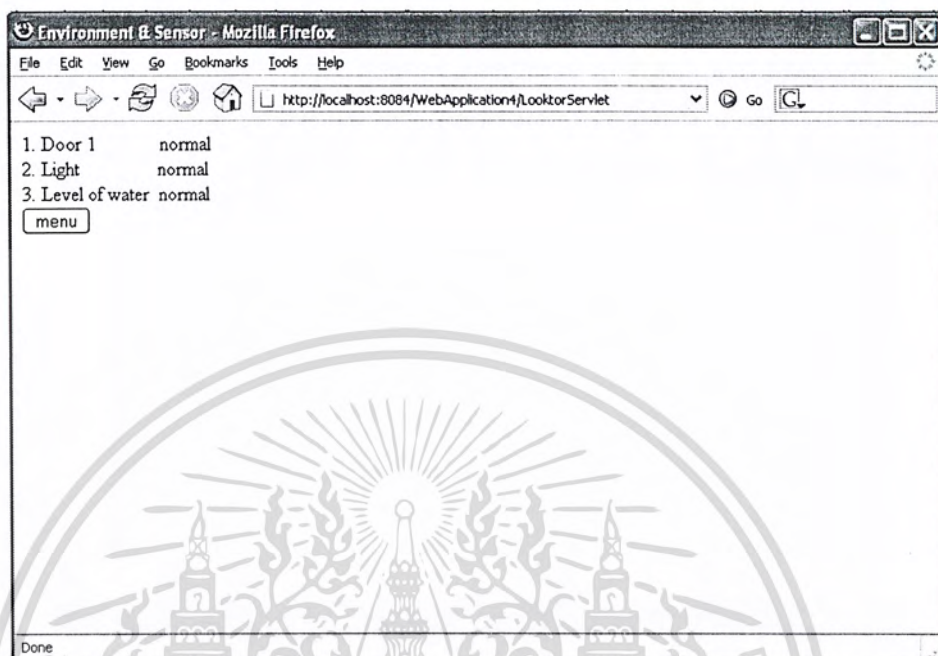 Environment & Sensor - Mozilla Firefox
File Edit View Go Bookmarks Tools Help
http://localhost:8084/WebApplication4/LooktorServlet Go G
1. Door 1 normal
2. Light normal
3. Level of water normal
menu
Done